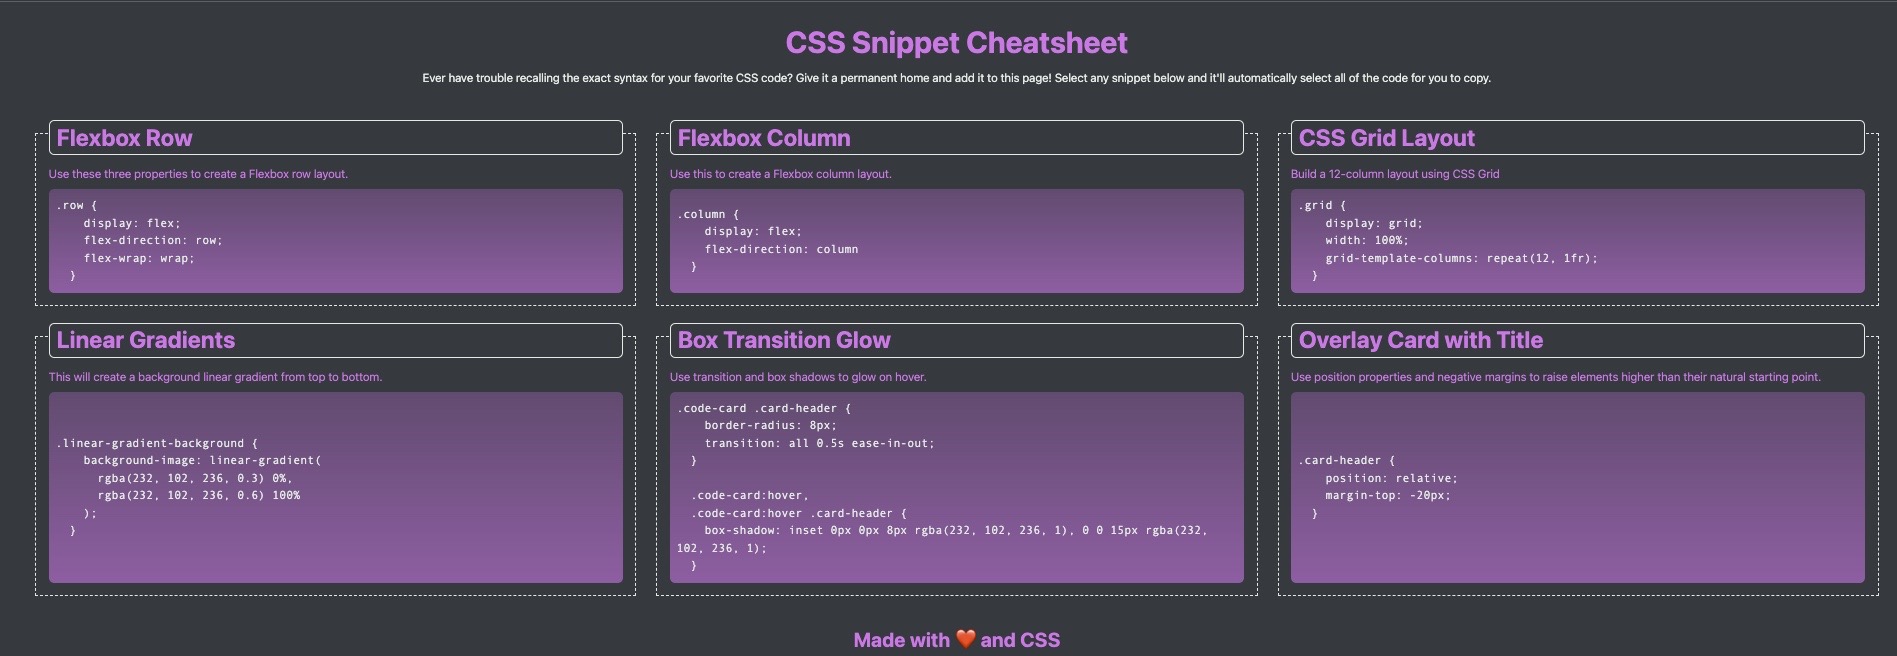 CSS Snippet Cheatsheet
Ever have trouble recalling the exact syntax for your favorite CSS code? Give it a permanent home and add it to this page! Select any snippet below and it'll automatically select all of the code for you to copy.
Flexbox Row
Use these three properties to create a Flexbox row layout.
.row {
    display: flex;
    flex-direction: row;
    flex-wrap: wrap;
  }
Flexbox Column
Use this to create a Flexbox column layout.
.column {
    display: flex;
    flex-direction: column
  }
CSS Grid Layout
Build a 12-column layout using CSS Grid
.grid {
    display: grid;
    width: 100%;
    grid-template-columns: repeat(12, 1fr);
  }
Linear Gradients
This will create a background linear gradient from top to bottom.
.linear-gradient-background {
    background-image: linear-gradient(
      rgba(232, 102, 236, 0.3) 0%,
      rgba(232, 102, 236, 0.6) 100%
    );
  }
Box Transition Glow
Use transition and box shadows to glow on hover.
.code-card .card-header {
    border-radius: 8px;
    transition: all 0.5s ease-in-out;
  }
  .code-card:hover,
  .code-card:hover .card-header {
    box-shadow: inset 0px 0px 8px rgba(232, 102, 236, 1), 0 0 15px rgba(232,
102, 236, 1);
  }
Overlay Card with Title
Use position properties and negative margins to raise elements higher than their natural starting point.
.card-header {
    position: relative;
    margin-top: -20px;
  }
Made with ❤️ and CSS